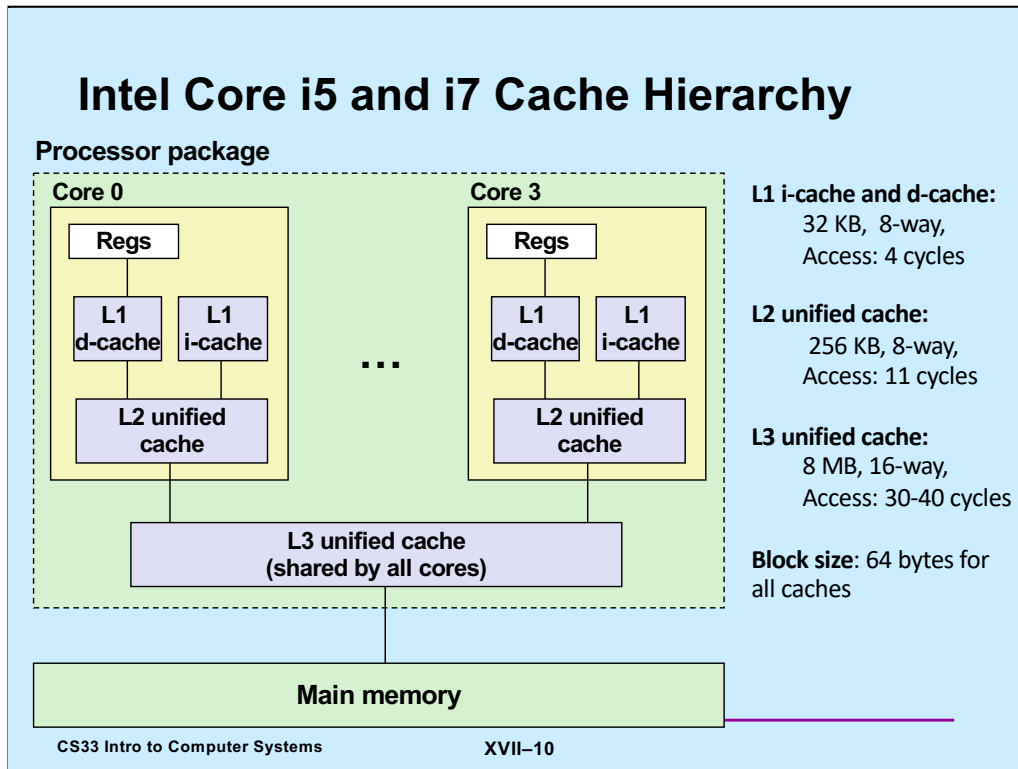 Intel Core i5 and i7 Cache Hierarchy
Processor package
Core 0
Regs
L1
d-cache
L1
i-cache
L2 unified
cache
...
Core 3
Regs
L1
d-cache
L1
i-cache
L2 unified
cache
L3 unified cache
(shared by all cores)
Main memory
L1 i-cache and d-cache:
32 KB, 8-way,
Access: 4 cycles
L2 unified cache:
256 KB, 8-way,
Access: 11 cycles
L3 unified cache:
8 MB, 16-way,
Access: 30-40 cycles
Block size: 64 bytes for
all caches
CS33 Intro to Computer Systems
XVII–10